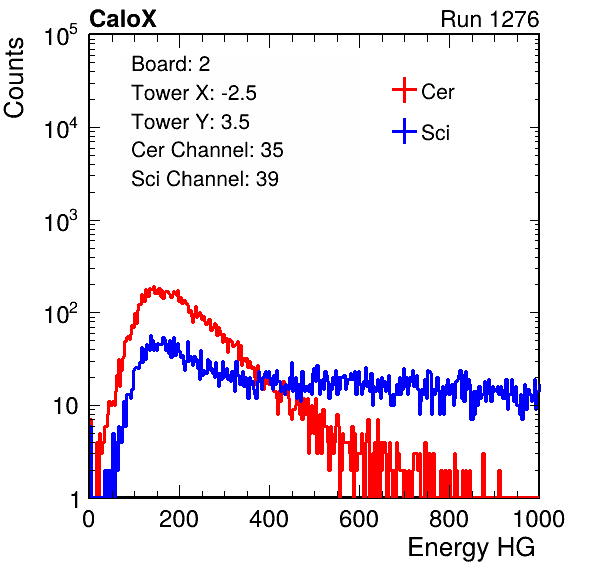 CaloX Run 1276
Counts
10^5
10^4
10^3
10^2
10
1
Board: 2
Tower X: -2.5
Tower Y: 3.5
Cer Channel: 35
Sci Channel: 39
Cer
Sci
0 200 400 600 800 1000
Energy HG